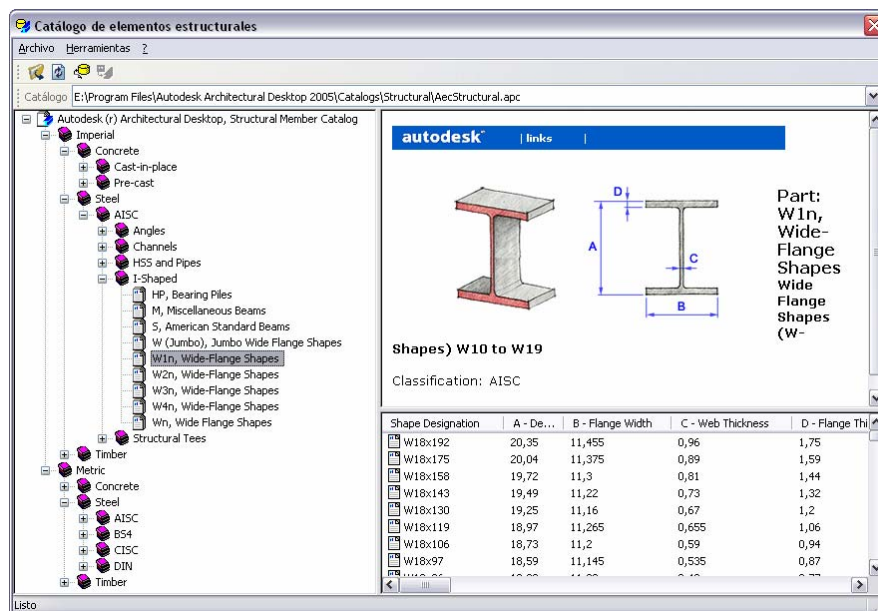 Catálogo de elementos estructurales
Archivo Herramientas ?
Catálogo E:\Program Files\Autodesk Architectural Desktop 2005\Catalogs\Structural\AecStructural.apc
Autodesk (r) Architectural Desktop, Structural Member Catalog
Imperial
Concrete
Cast-in-place
Pre-cast
Steel
AISC
Angles
Channels
HSS and Pipes
I-Shaped
HP, Bearing Piles
M, Miscellaneous Beams
S, American Standard Beams
W (Jumbo), Jumbo Wide Flange Shapes
W1n, Wide-Flange Shapes
W2n, Wide-Flange Shapes
W3n, Wide-Flange Shapes
W4n, Wide-Flange Shapes
Wn, Wide Flange Shapes
Structural Tees
Timber
Metric
Concrete
Steel
AISC
BS4
CISC
DIN
Timber
autodesk | links |
D
A
C
B
Part:
W1n,
Wide-
Flange
Shapes
Wide
Flange
Shapes
(W-
Shapes) W10 to W19
Classification: AISC
Shape Designation A - De... B - Flange Width C - Web Thickness D - Flange Thi
W18x192 20,35 11,455 0,96 1,75
W18x175 20,04 11,375 0,89 1,59
W18x158 19,72 11,3 0,81 1,44
W18x143 19,49 11,22 0,73 1,32
W18x130 19,25 11,16 0,67 1,2
W18x119 18,97 11,265 0,655 1,06
W18x106 18,73 11,2 0,59 0,94
W18x97 18,59 11,145 0,535 0,87
Listo